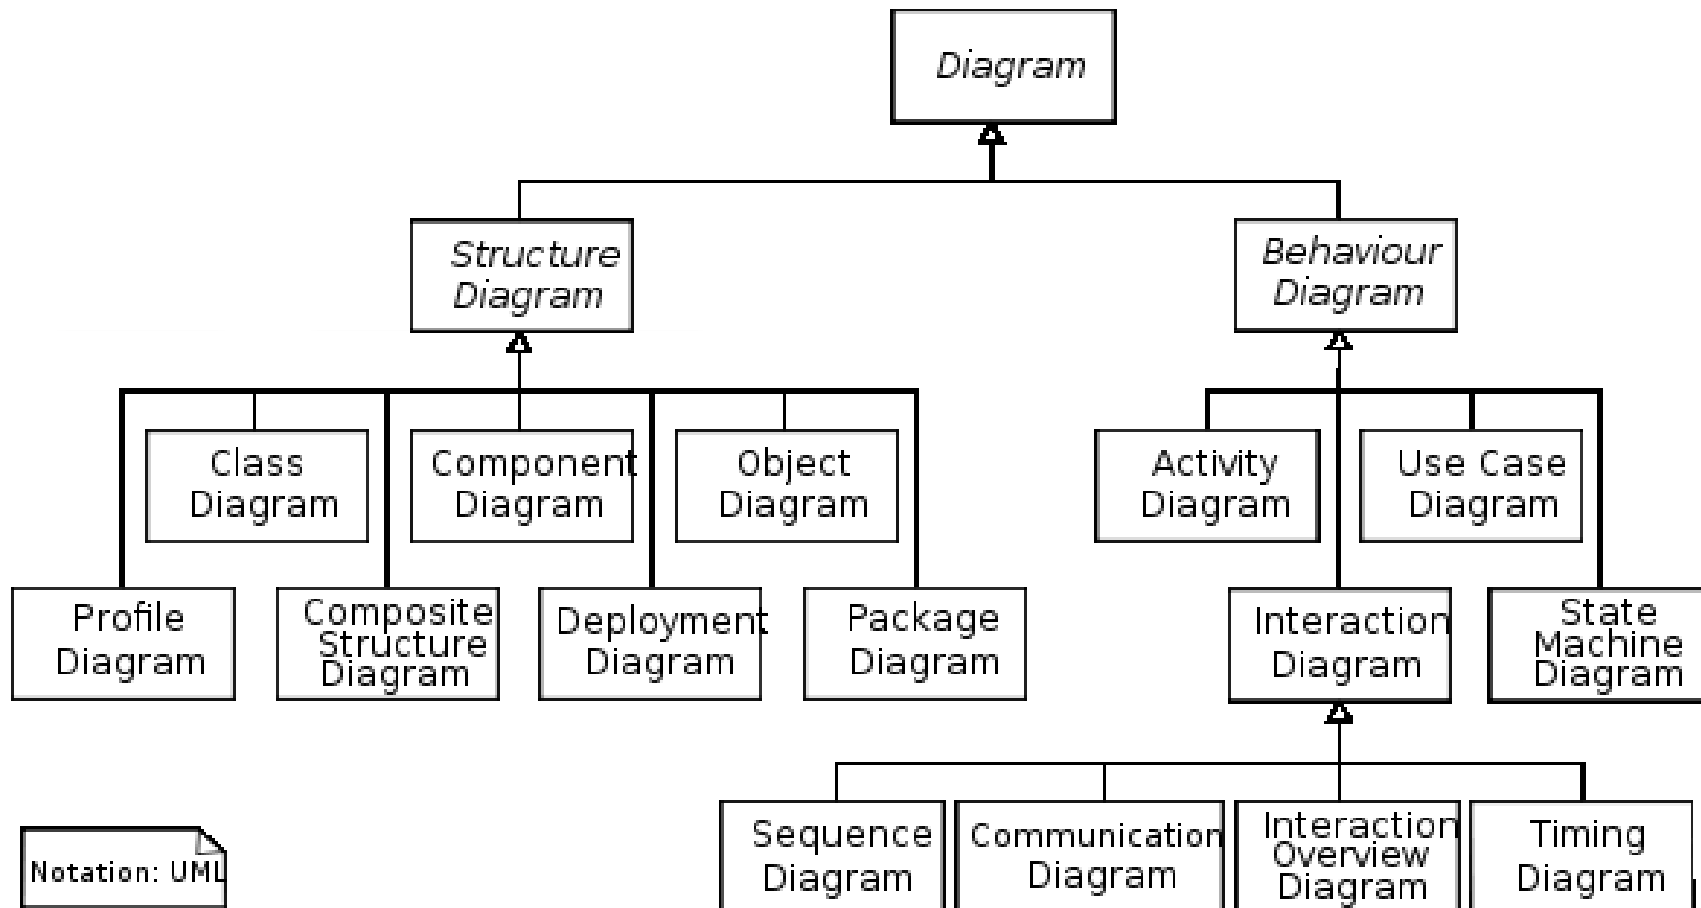 Diagram
Structure
Diagram
Behaviour
Diagram
Class
Diagram
Component
Diagram
Object
Diagram
Activity
Diagram
Use Case
Diagram
Profile
Diagram
Composite
Structure
Diagram
Deployment
Diagram
Package
Diagram
Interaction
Diagram
State
Machine
Diagram
Sequence
Diagram
Communication
Diagram
Interaction
Overview
Diagram
Timing
Diagram
Notation: UML